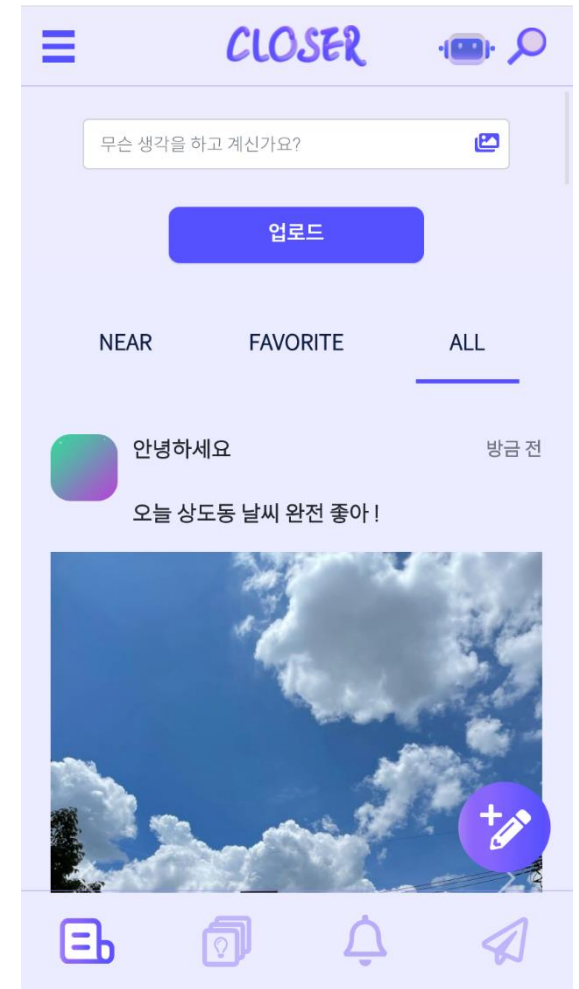 CLOSER
무슨 생각을 하고 계신가요?
업로드
NEAR FAVORITE ALL
안녕하세요 방금 전
오늘 상도동 날씨 완전 좋아 !